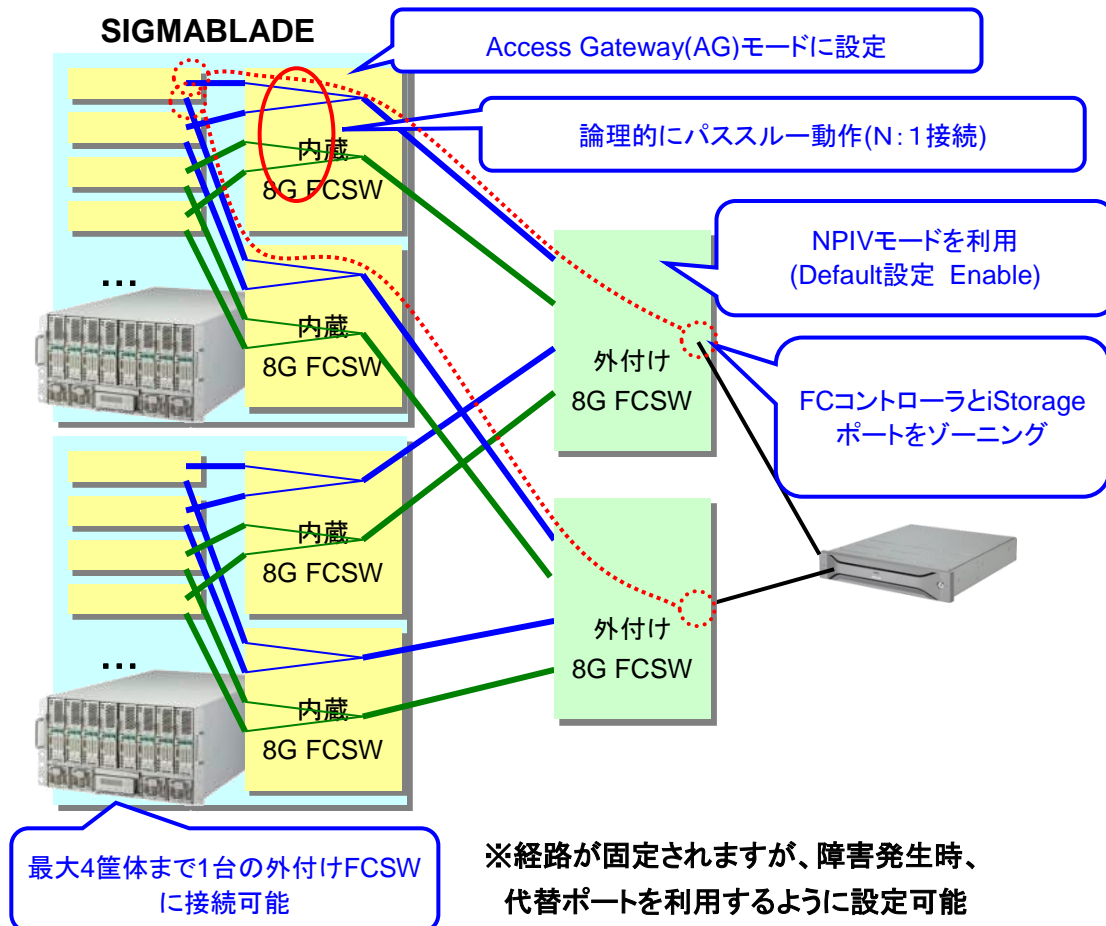 SIGMABLADE
Access Gateway(AG)モードに設定
論理的にパススルー動作(N:1接続)
内蔵
8G FCSW
NPIVモードを利用
(Default設定 Enable)
…
内蔵
8G FCSW
外付け
8G FCSW
FCコントローラとiStorage
ポートをゾーニング
内蔵
8G FCSW
外付け
8G FCSW
…
内蔵
8G FCSW
最大4筐体まで1台の外付けFCSW
に接続可能
※経路が固定されますが、障害発生時、
代替ポートを利用するように設定可能